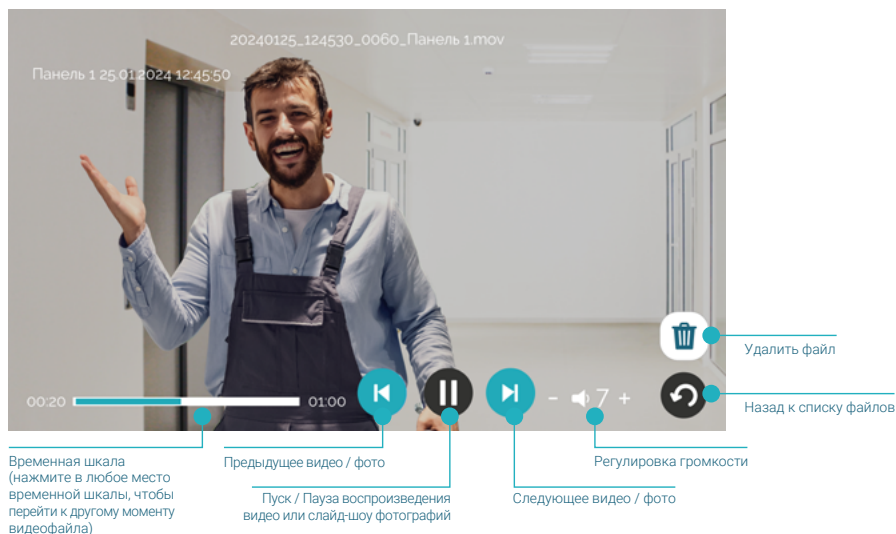 20240125_124530_0060_Панель 1.mov
Панель 1 25.01.2024 12:45:50
Удалить файл
00:20
01:00
- 7 +
Назад к списку файлов
Временная шкала
(нажмите в любое место
временной шкалы, чтобы
перейти к другому моменту
видеофайла)
Предыдущее видео / фото
Пуск / Пауза воспроизведения
видео или слайд-шоу фотографий
Следующее видео / фото
Регулировка громкости